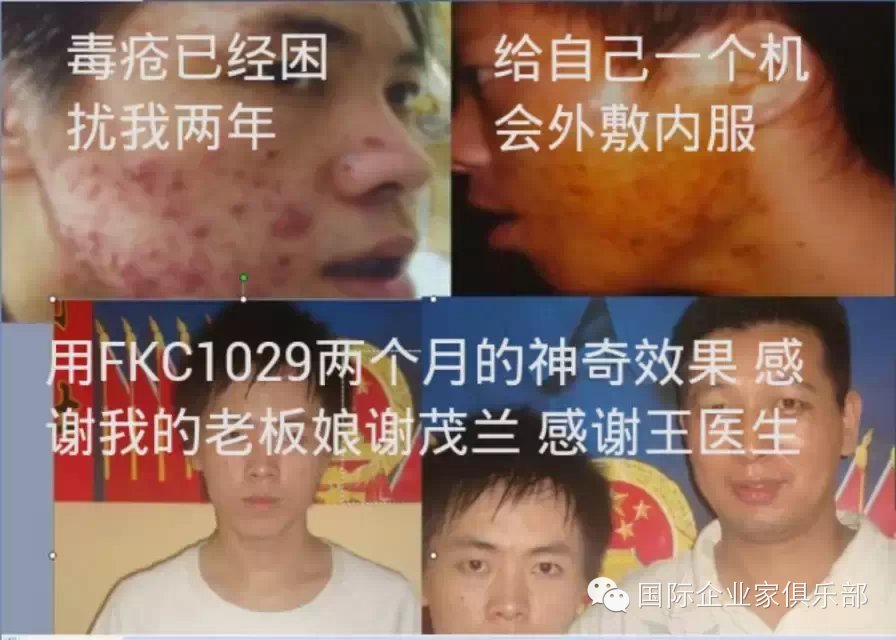 毒疮已经困
扰我两年
给自己一个机
会外敷内服
用FKC1029两个月的神奇效果 感
谢我的老板娘谢茂兰 感谢王医生
国际企业家俱乐部